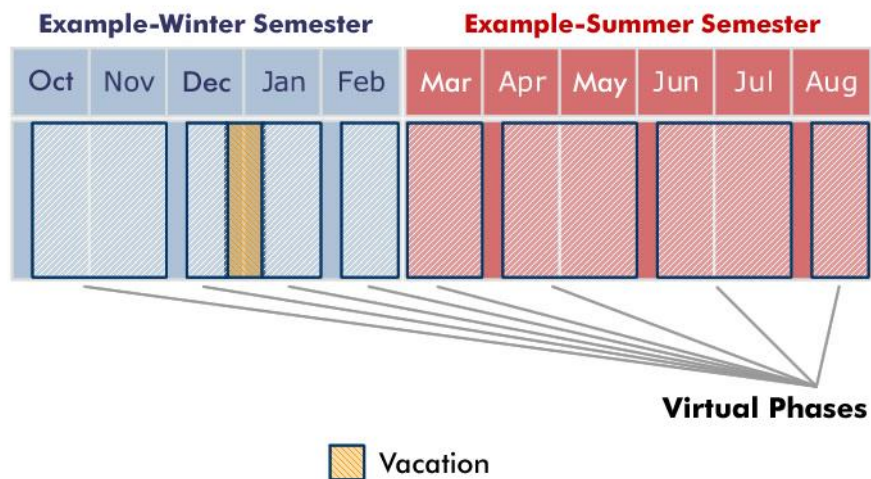 Example-Winter Semester Example-Summer Semester
Oct Nov Dec Jan Feb Mar Apr May Jun Jul Aug
Virtual Phases
Vacation